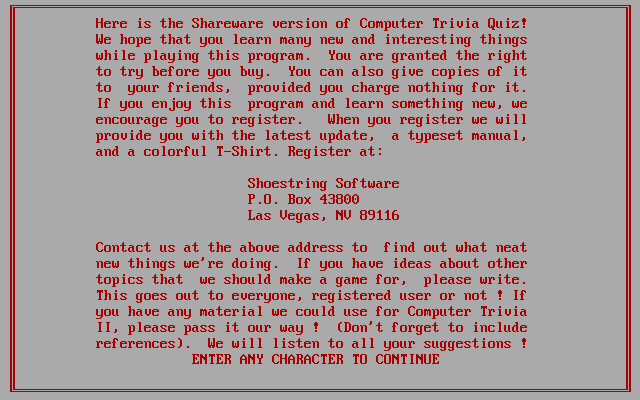 Here is the Shareware version of Computer Trivia Quiz!
We hope that you learn many new and interesting things
while playing this program.  You are granted the right
to try before you buy.  You can also give copies of it
to  your friends,  provided you charge nothing for it.
If you enjoy this  program and learn something new, we
encourage you to register.   When you register we will
provide you with the latest update,  a typeset manual,
and a colorful T-Shirt. Register at:
Shoestring Software
P.O. Box 43800
Las Vegas, NV 89116
Contact us at the above address to  find out what neat
new things we're doing.  If you have ideas about other
topics that  we should make a game for,  please write.
This goes out to everyone, registered user or not ! If
you have any material we could use for Computer Trivia
II, please pass it our way !  (Don't forget to include
references).  We will listen to all your suggestions !
ENTER ANY CHARACTER TO CONTINUE